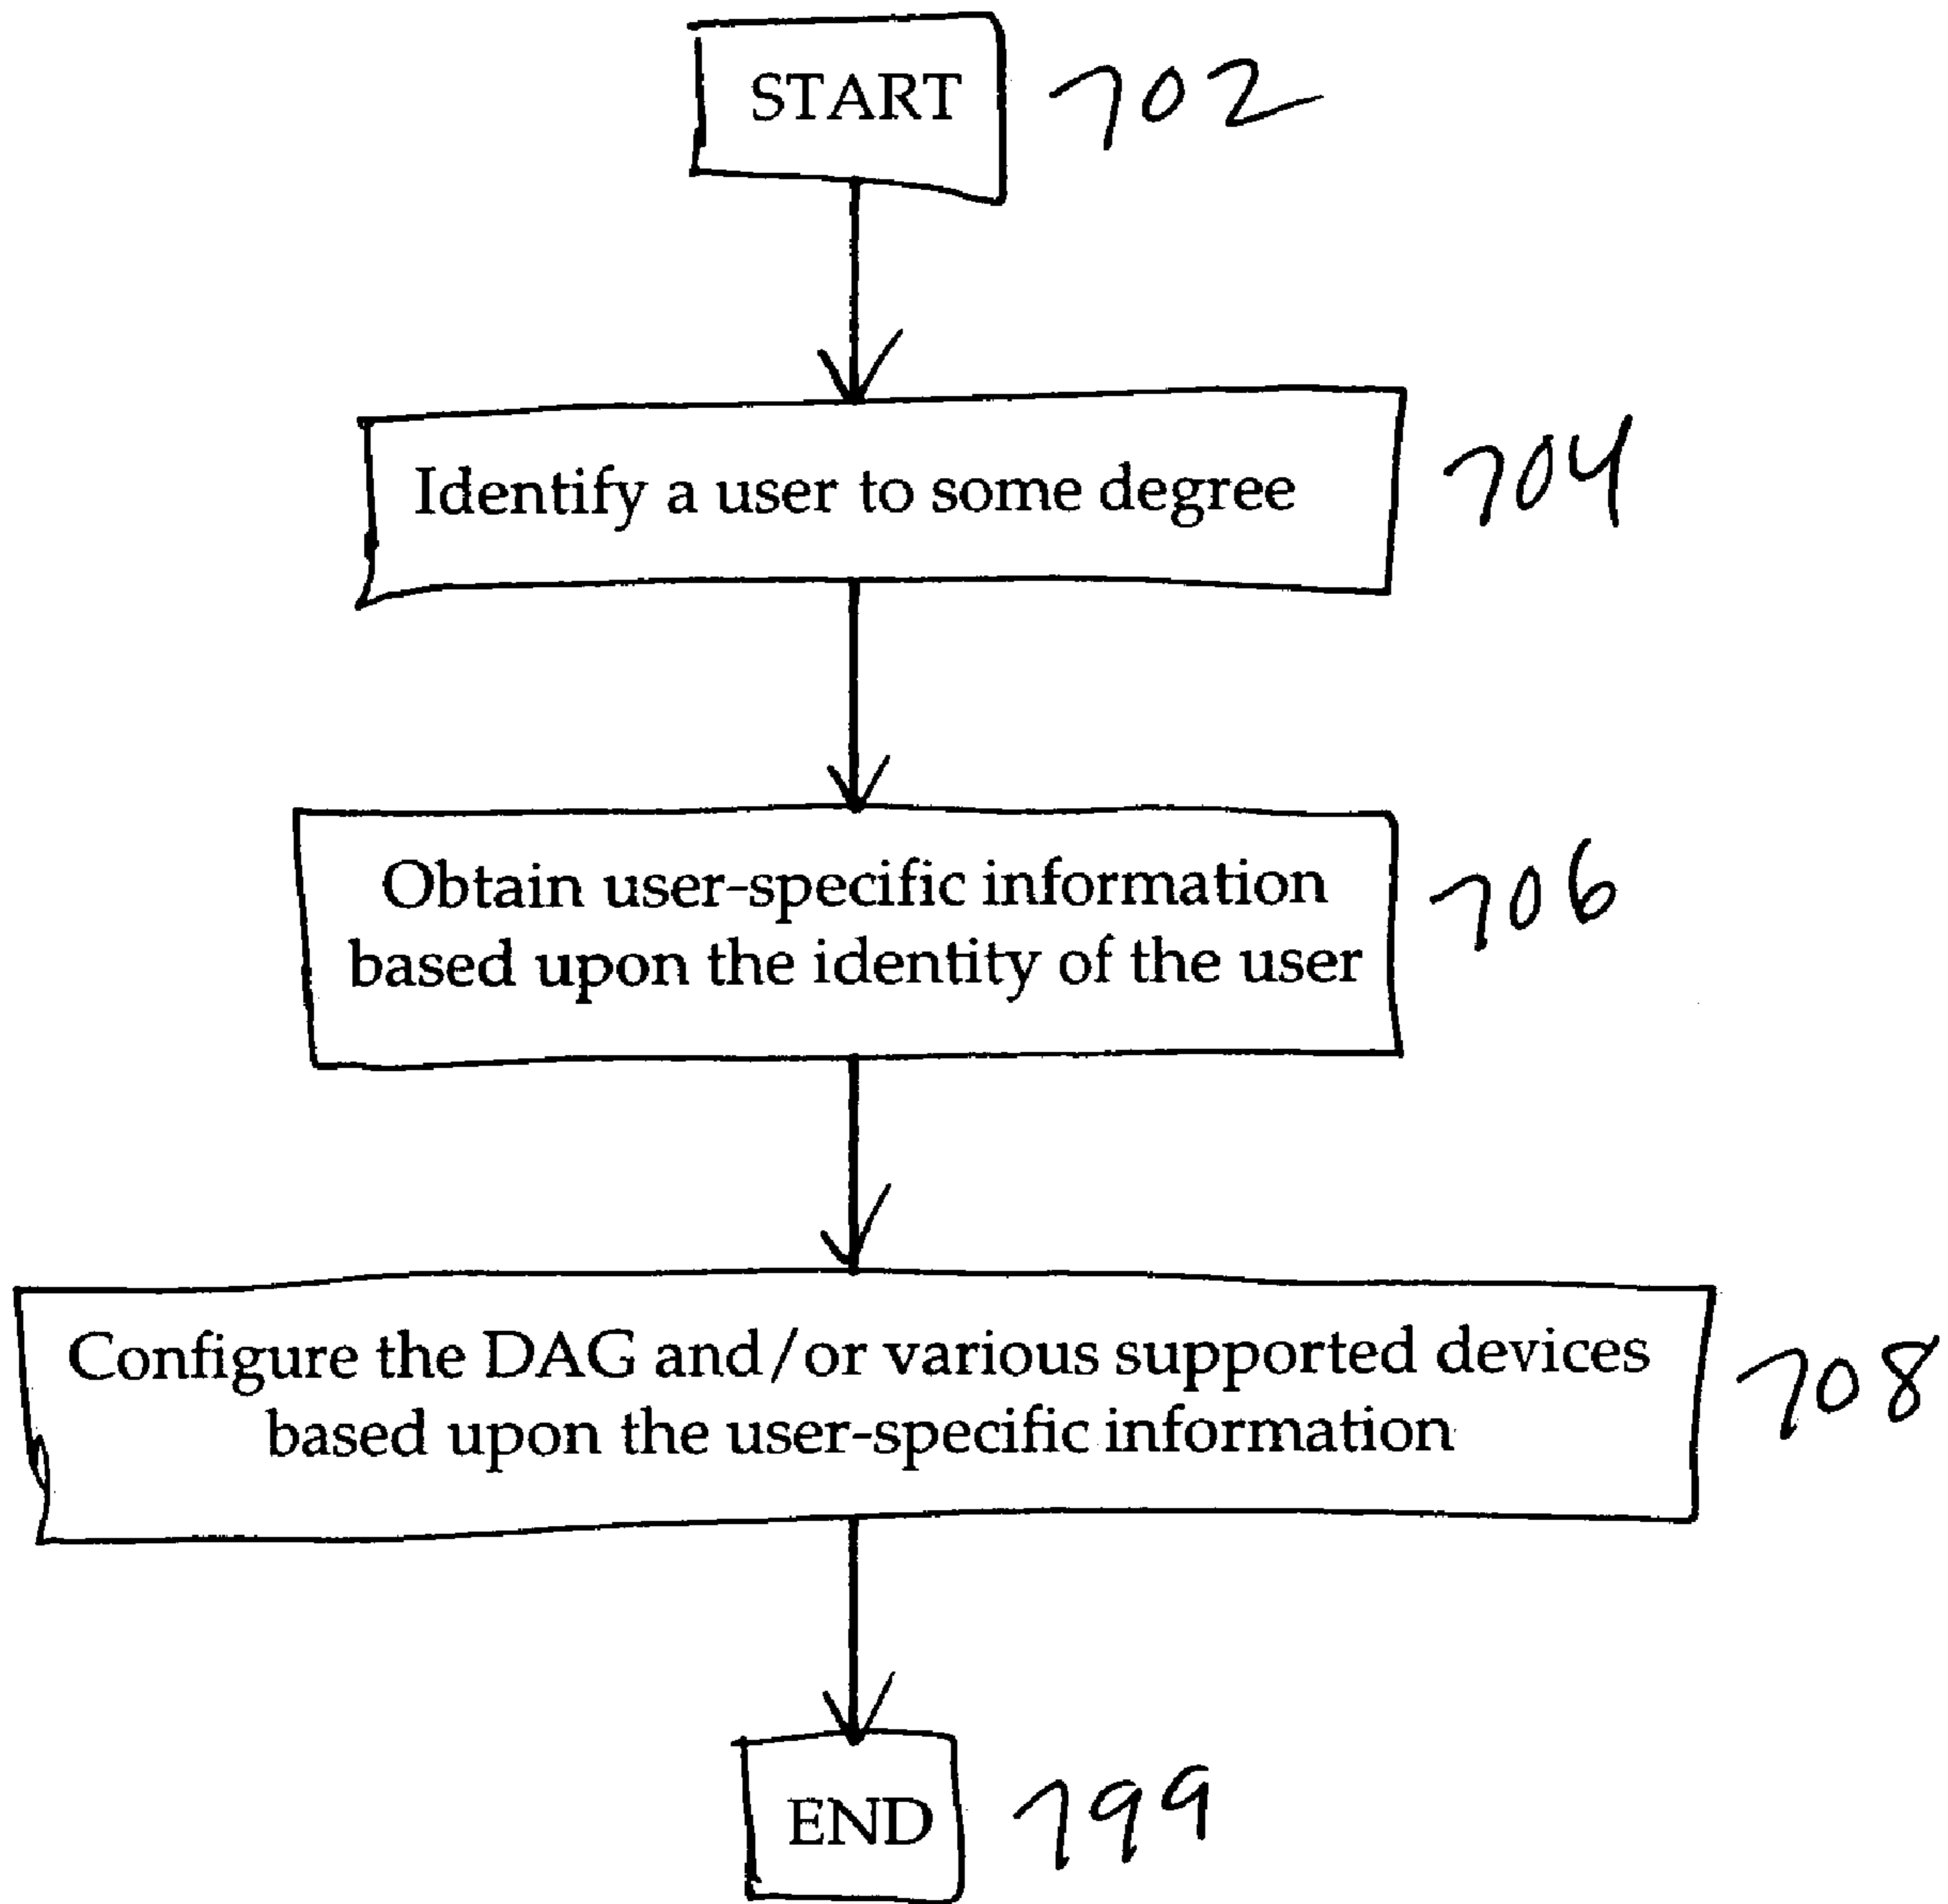 START
702
Identify a user to some degree
704
Obtain user-specific information
based upon the identity of the user
706
Configure the DAG and/or various supported devices
based upon the user-specific information
708
END
799